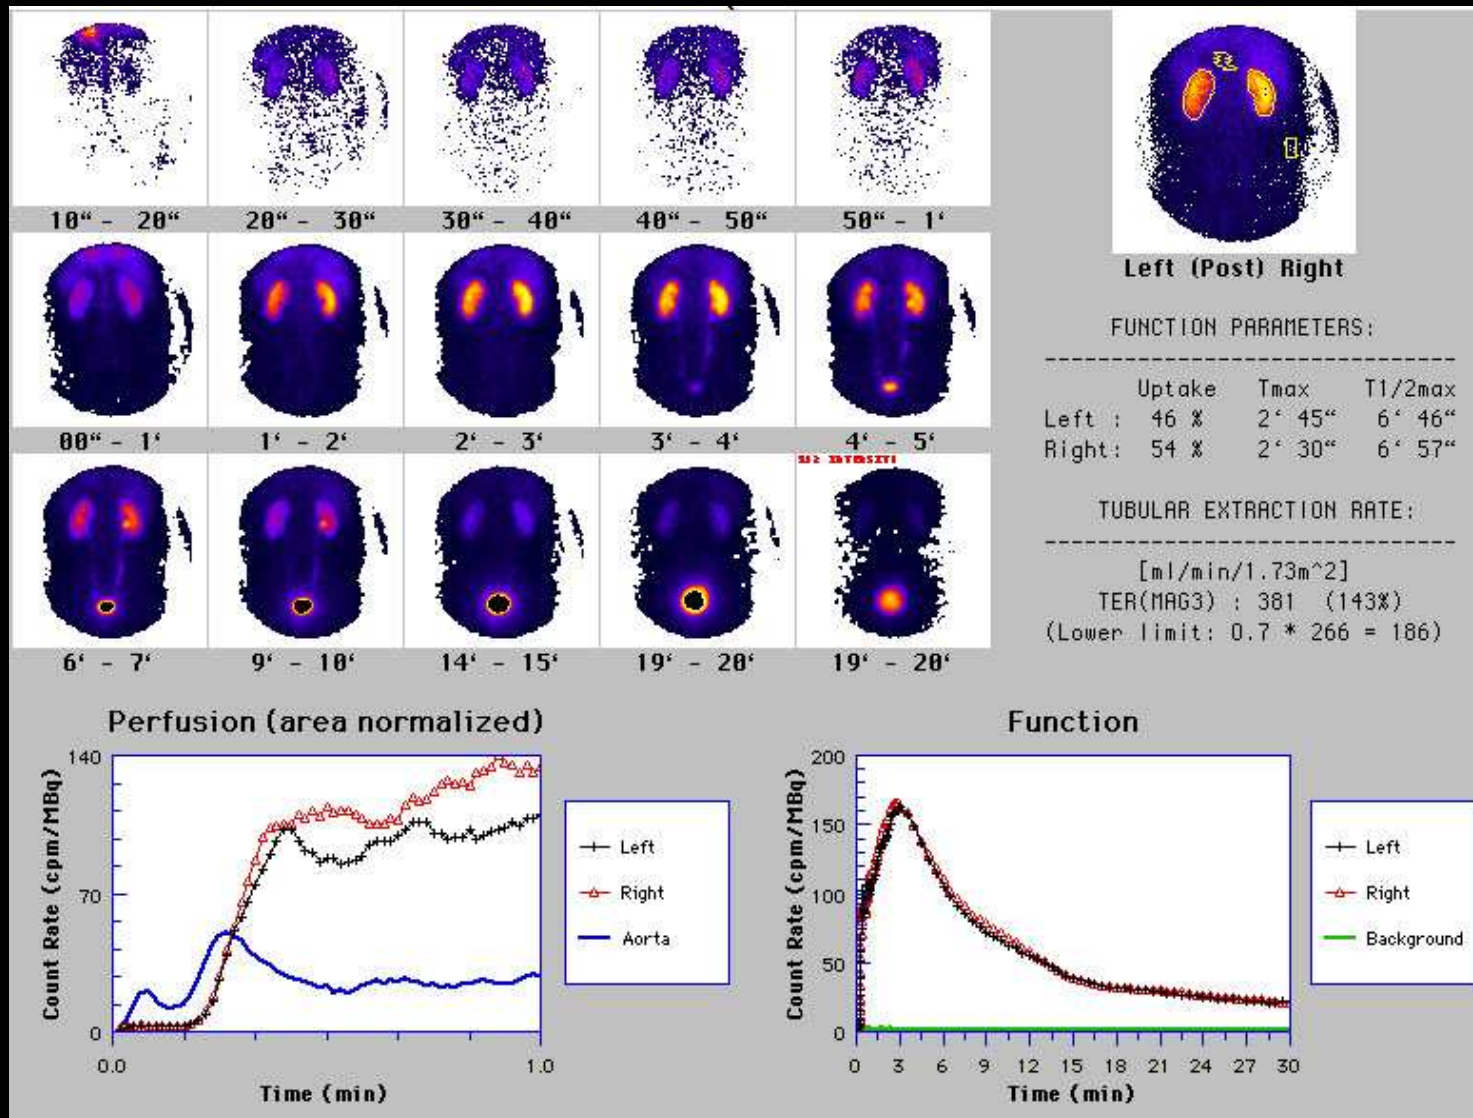 10“ - 20“
20“ - 30“
30“ - 40“
40“ - 50“
50“ - 1‘
00“ - 1‘
1‘ - 2‘
2‘ - 3‘
3‘ - 4‘
4‘ - 5‘
6‘ - 7‘
9‘ - 10‘
14‘ - 15‘
19‘ - 20‘
19‘ - 20‘
Left (Post) Right
FUNCTION PARAMETERS:
Uptake Tmax T1/2max
Left : 46 % 2‘ 45“ 6‘ 46“
Right: 54 % 2‘ 30“ 6‘ 57“
TUBULAR EXTRACTION RATE:
[ml/min/1.73m^2]
TER(MAG3) : 381 (143%)
(Lower limit: 0.7 * 266 = 186)
Perfusion (area normalized)
Count Rate (cpm/MBq)
140
70
0
0.0
1.0
Time (min)
Left
Right
Aorta
Function
Count Rate (cpm/MBq)
200
150
100
50
0
0 3 6 9 12 15 18 21 24 27 30
Time (min)
Left
Right
Background